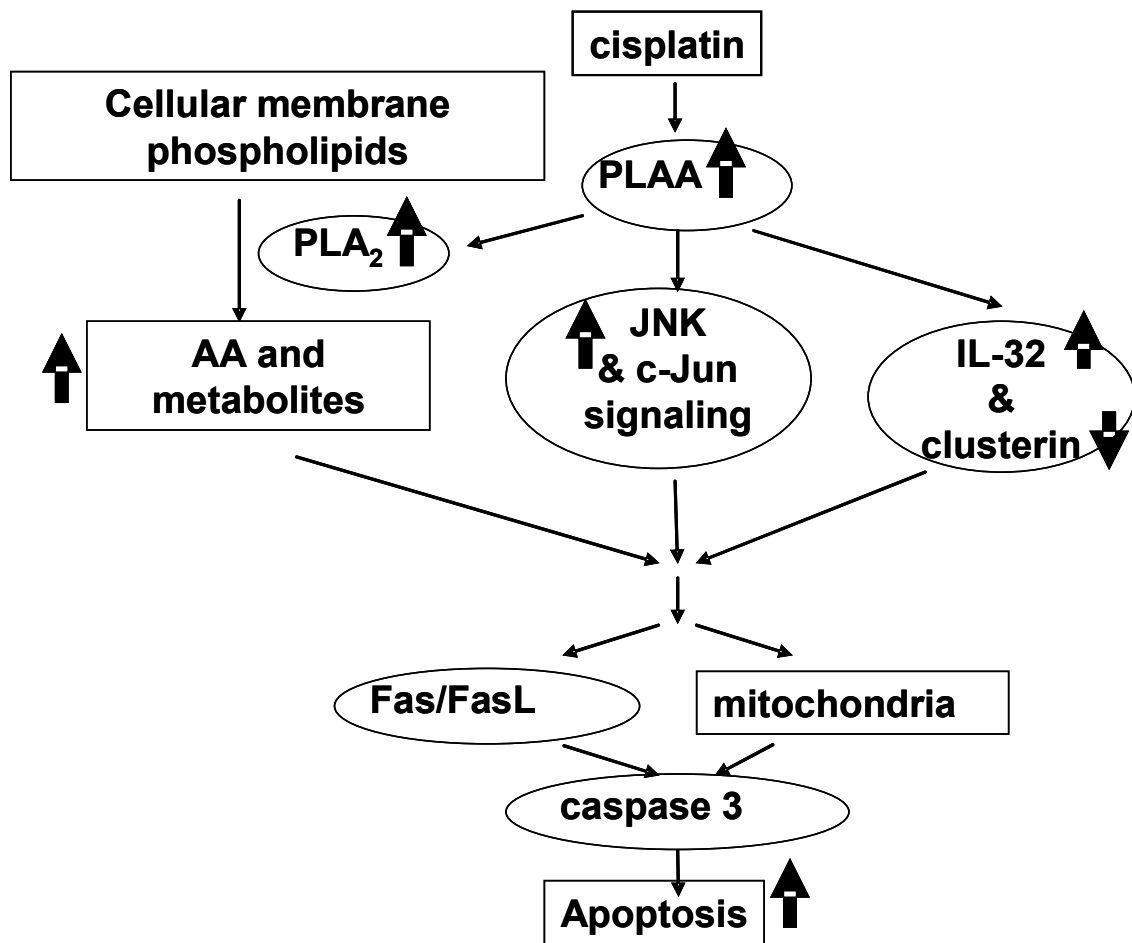 cisplatin
Cellular membrane
phospholipids
PLAA
PLA₂
JNK
& c-Jun
signaling
IL-32
&
clusterin
AA and
metabolites
Fas/FasL
mitochondria
caspase 3
Apoptosis